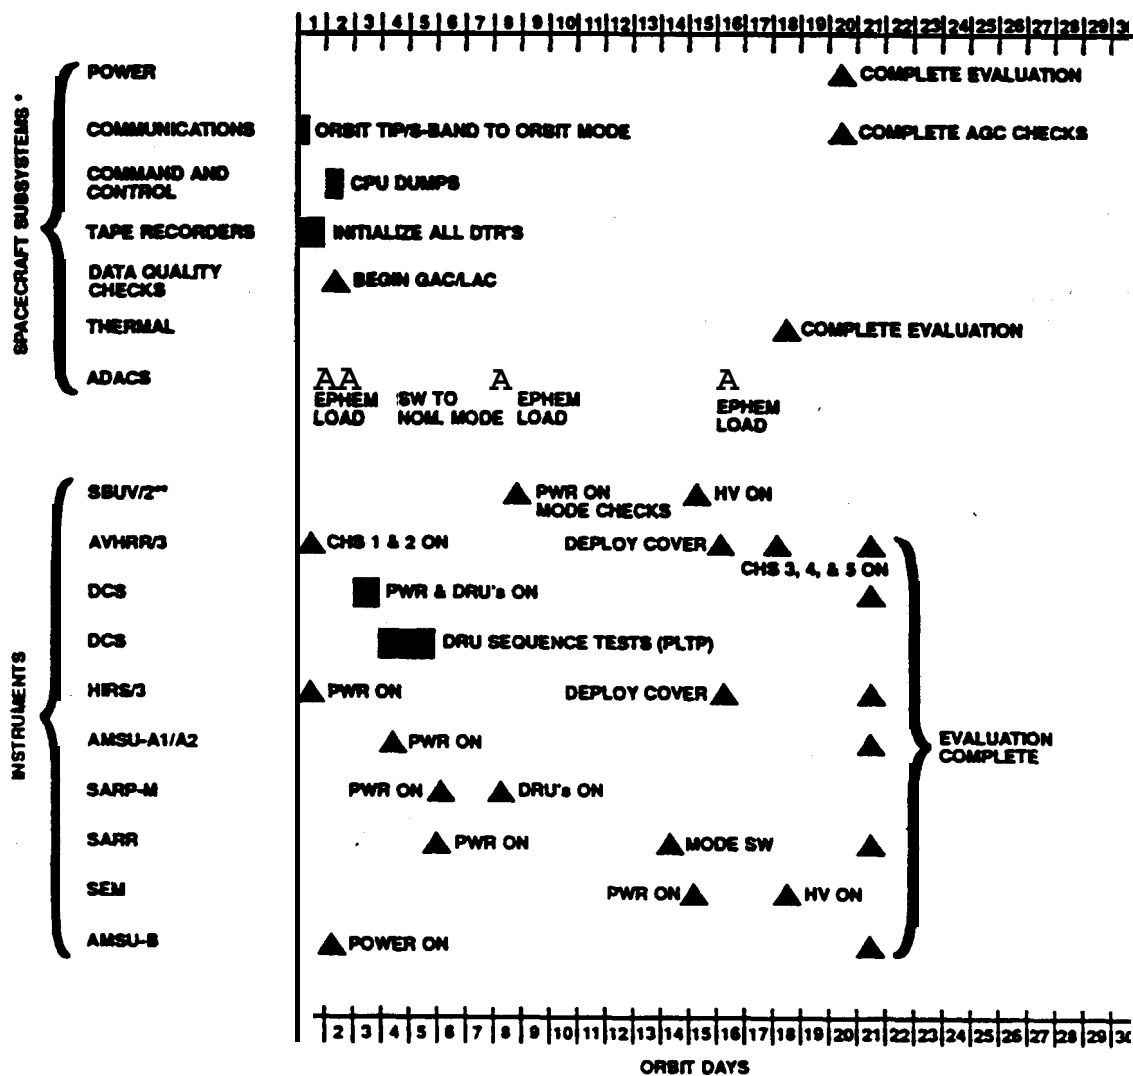 1 2 3 4 5 6 7 8 9 10 11 12 13 14 15 16 17 18 19 20 21 22 23 24 25 26 27 28 29 30
SPACECRAFT SUBSYSTEMS *
POWER
COMPLETE EVALUATION
COMMUNICATIONS
ORBIT TIP/S-BAND TO ORBIT MODE
COMPLETE AGC CHECKS
COMMAND AND
CONTROL
CPU DUMPS
TAPE RECORDERS
INITIALIZE ALL DTR'S
DATA QUALITY
CHECKS
BEGIN GAC/LAC
THERMAL
COMPLETE EVALUATION
ADACS
A A A A
EPHEM
LOAD
SW TO
NOM. MODE
EPHEM
LOAD
EPHEM
LOAD
INSTRUMENTS
SBUV/2**
PWR ON
MODE CHECKS
HV ON
AVHRR/3
CHS 1 & 2 ON
DEPLOY COVER
CHS 3, 4, & 5 ON
DCS
PWR & DRU's ON
DCS
DRU SEQUENCE TESTS (PLTP)
HIRS/3
PWR ON
DEPLOY COVER
AMSU-A1/A2
PWR ON
EVALUATION
COMPLETE
SARP-M
PWR ON
DRU's ON
SARR
PWR ON
MODE SW
SEM
PWR ON
HV ON
AMSU-B
POWER ON
2 3 4 5 6 7 8 9 10 11 12 13 14 15 16 17 18 19 20 21 22 23 24 25 26 27 28 29 30
ORBIT DAYS